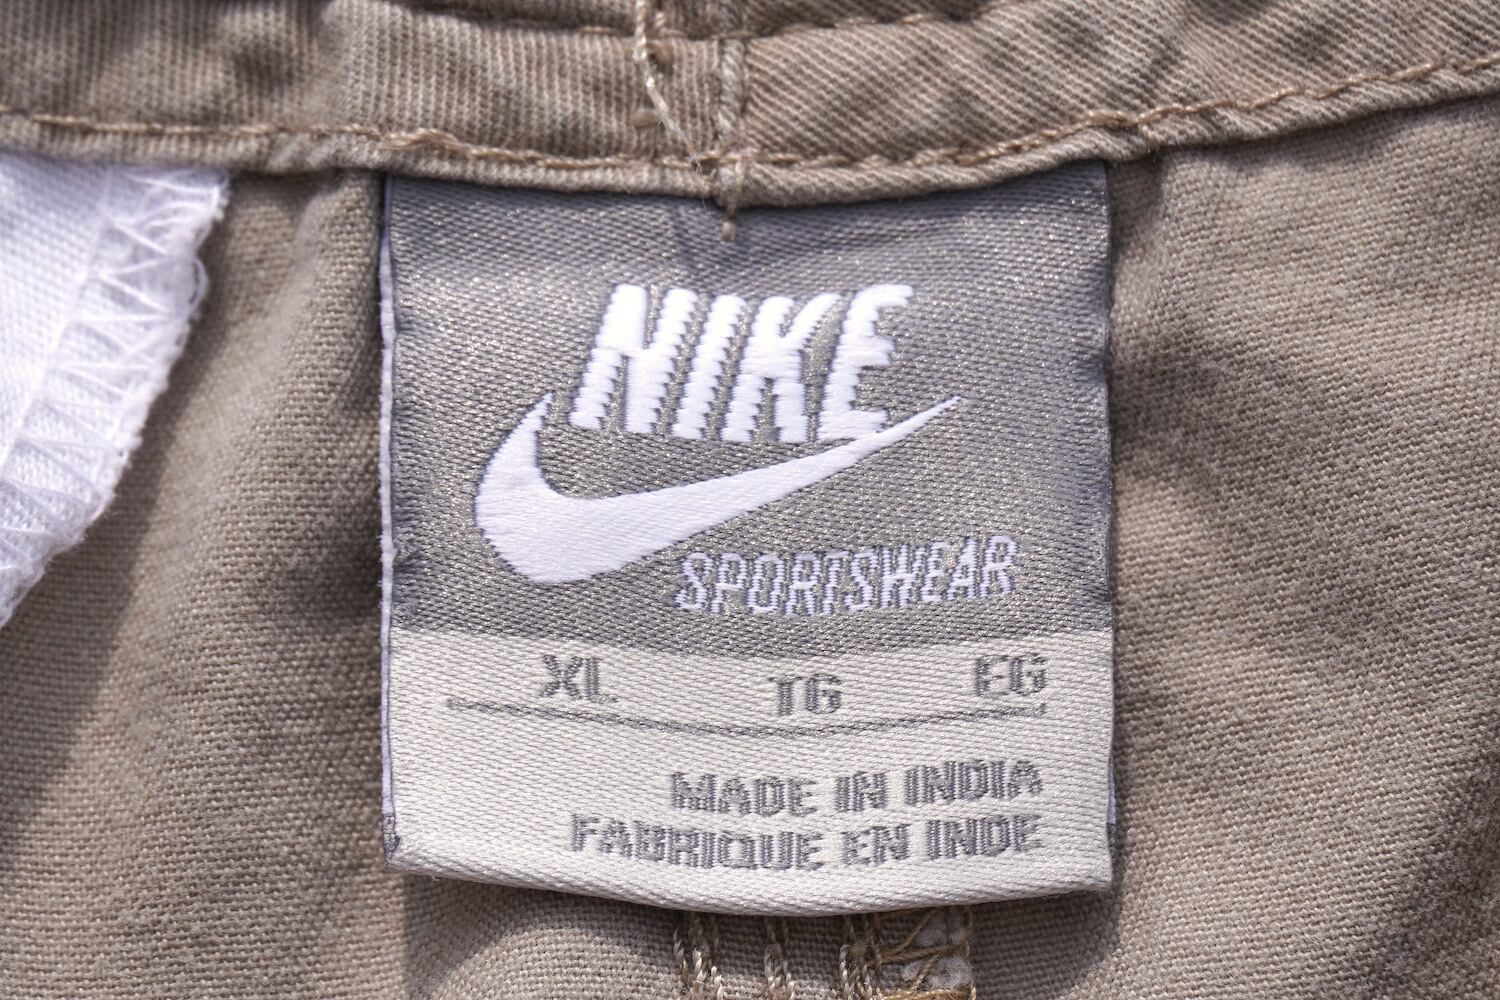 NIKE
SPORTSWEAR
XL TG EG
MADE IN INDIA
FABRIQUE EN INDE